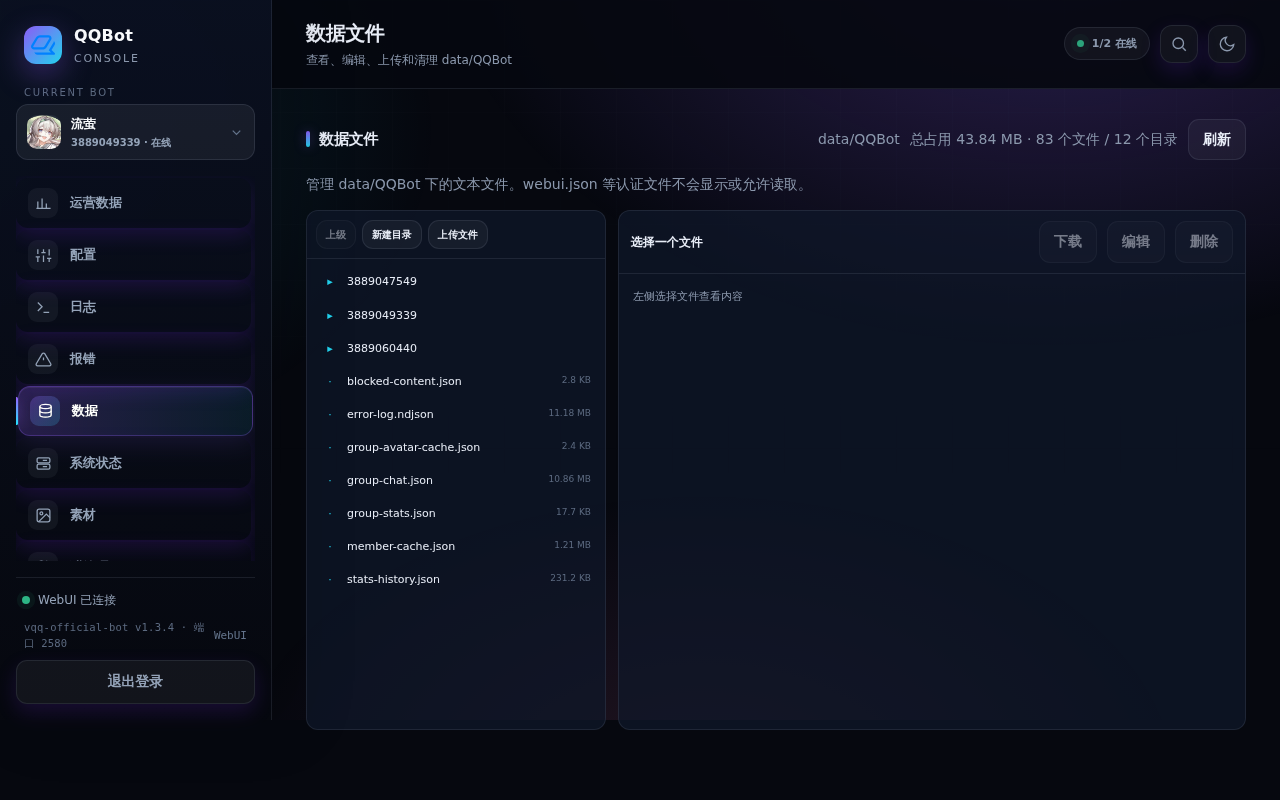 QQBot
CONSOLE
CURRENT BOT
流萤
3889049339 · 在线
运营数据
配置
日志
报错
数据
系统状态
素材
WebUI 已连接
vqq-official-bot v1.3.4 · 端
口 2580
WebUI
退出登录
数据文件
查看、编辑、上传和清理 data/QQBot
1/2 在线
数据文件
data/QQBot 总占用 43.84 MB · 83 个文件 / 12 个目录
刷新
管理 data/QQBot 下的文本文件。webui.json 等认证文件不会显示或允许读取。
上级 新建目录 上传文件
3889047549
3889049339
3889060440
blocked-content.json 2.8 KB
error-log.ndjson 11.18 MB
group-avatar-cache.json 2.4 KB
group-chat.json 10.86 MB
group-stats.json 17.7 KB
member-cache.json 1.21 MB
stats-history.json 231.2 KB
选择一个文件
下载 编辑 删除
左侧选择文件查看内容